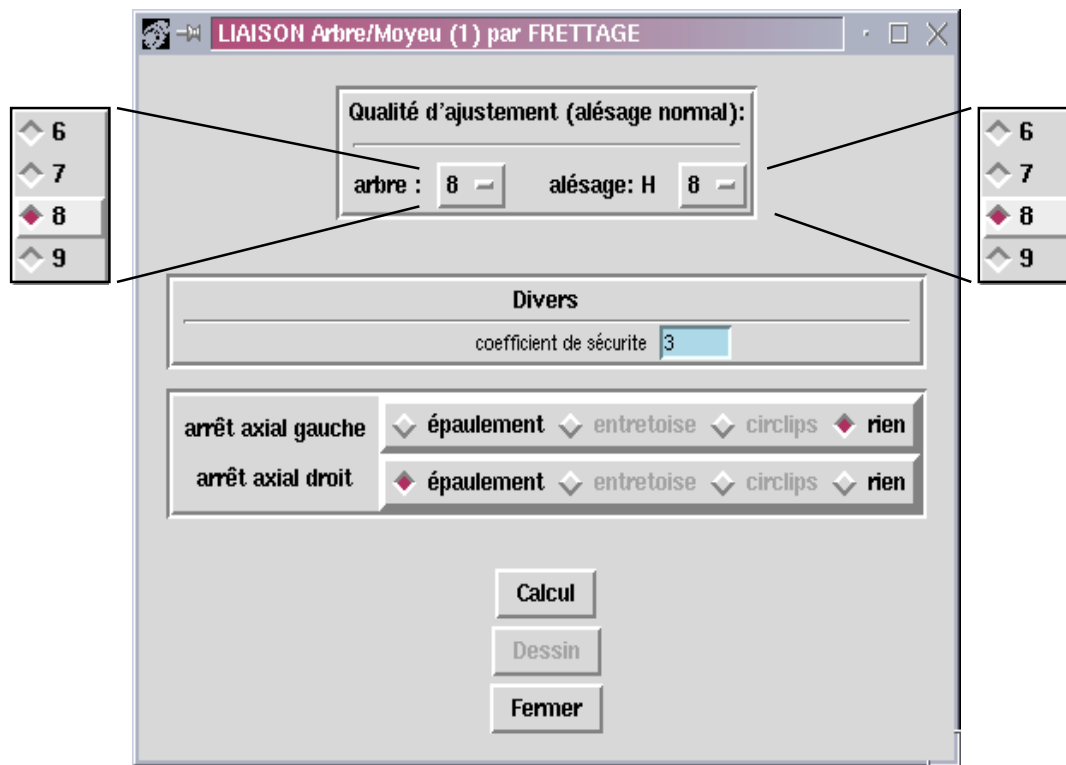 LIAISON Arbre/Moyeu (1) par FRETTAGE
Qualité d'ajustement (alésage normal):
arbre : 8 alésage: H 8
6
7
8
9
6
7
8
9
Divers
coefficient de sécurite 3
arrêt axial gauche épaulement entretoise circlips rien
arrêt axial droit épaulement entretoise circlips rien
Calcul
Dessin
Fermer